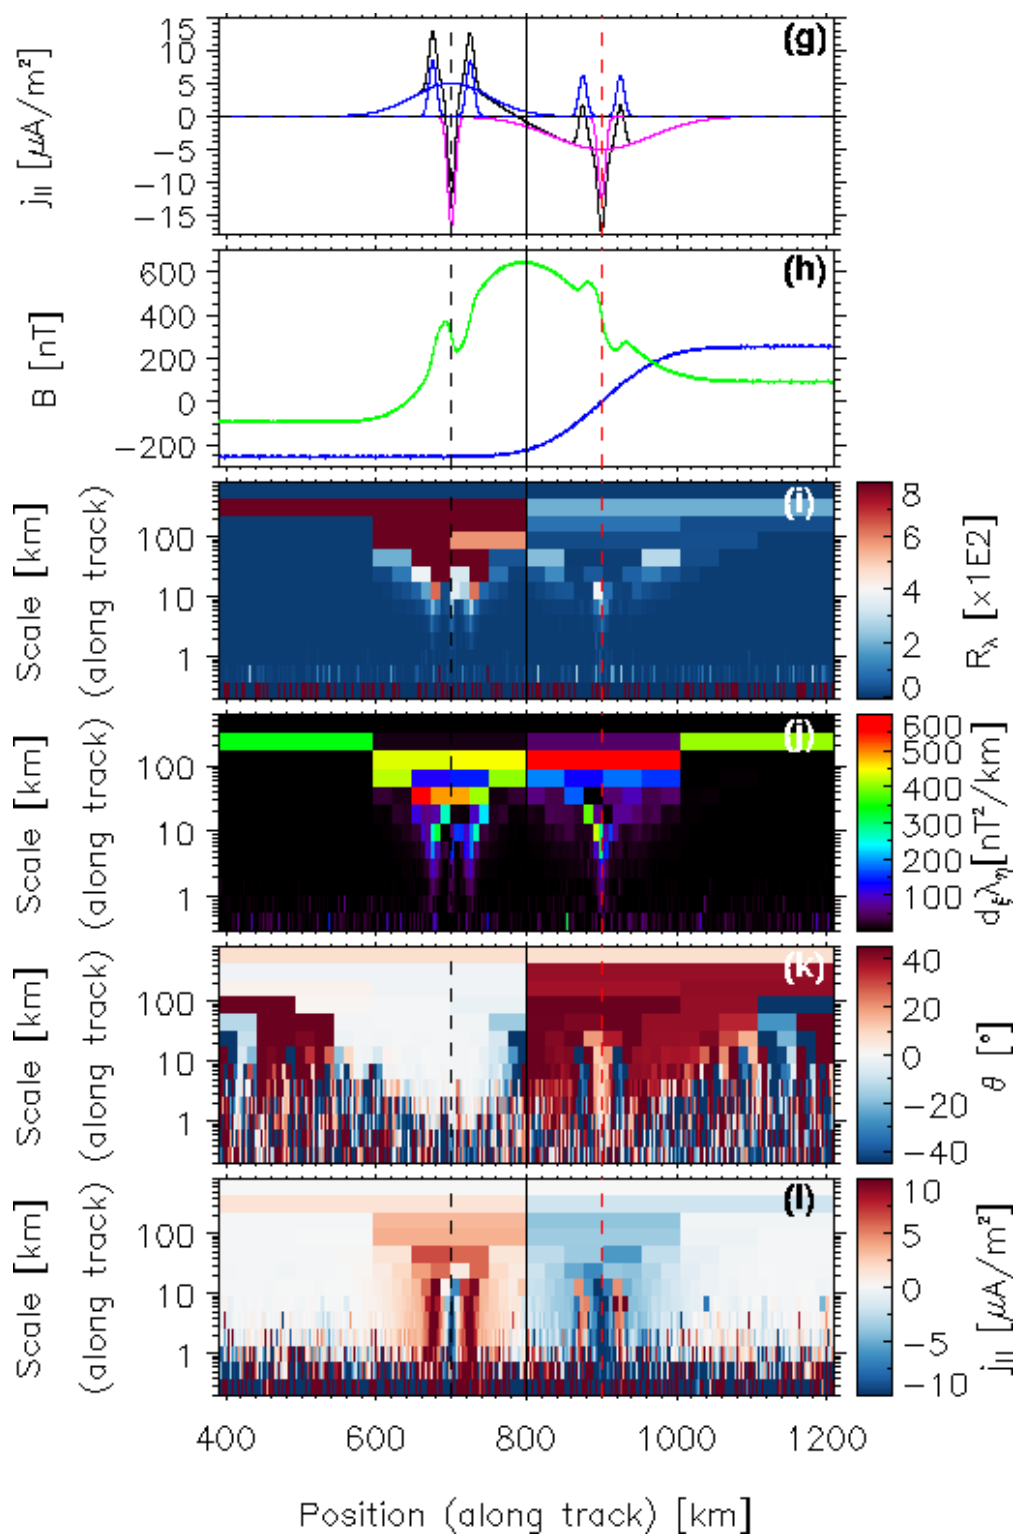 (g)
15
10
5
0
−5
−10
−15
j|| [μA/m²]
(h)
600
400
200
0
−200
B [nT]
(i)
100
10
1
Scale [km]
(along track)
8
6
4
2
0
Rλ [x1E2]
(j)
100
10
1
Scale [km]
(along track)
600
500
400
300
200
100
dξλη[nT²/km]
(k)
100
10
1
Scale [km]
(along track)
40
20
0
−20
−40
θ [°]
(l)
100
10
1
Scale [km]
(along track)
10
5
0
−5
−10
j|| [μA/m²]
400 600 800 1000 1200
Position (along track) [km]